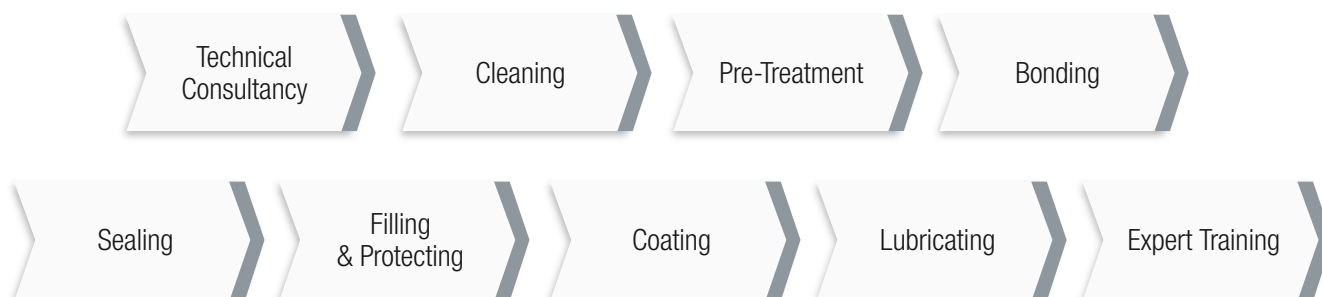 Technical
Consultancy
Cleaning
Pre-Treatment
Bonding
Sealing
Filling
& Protecting
Coating
Lubricating
Expert Training